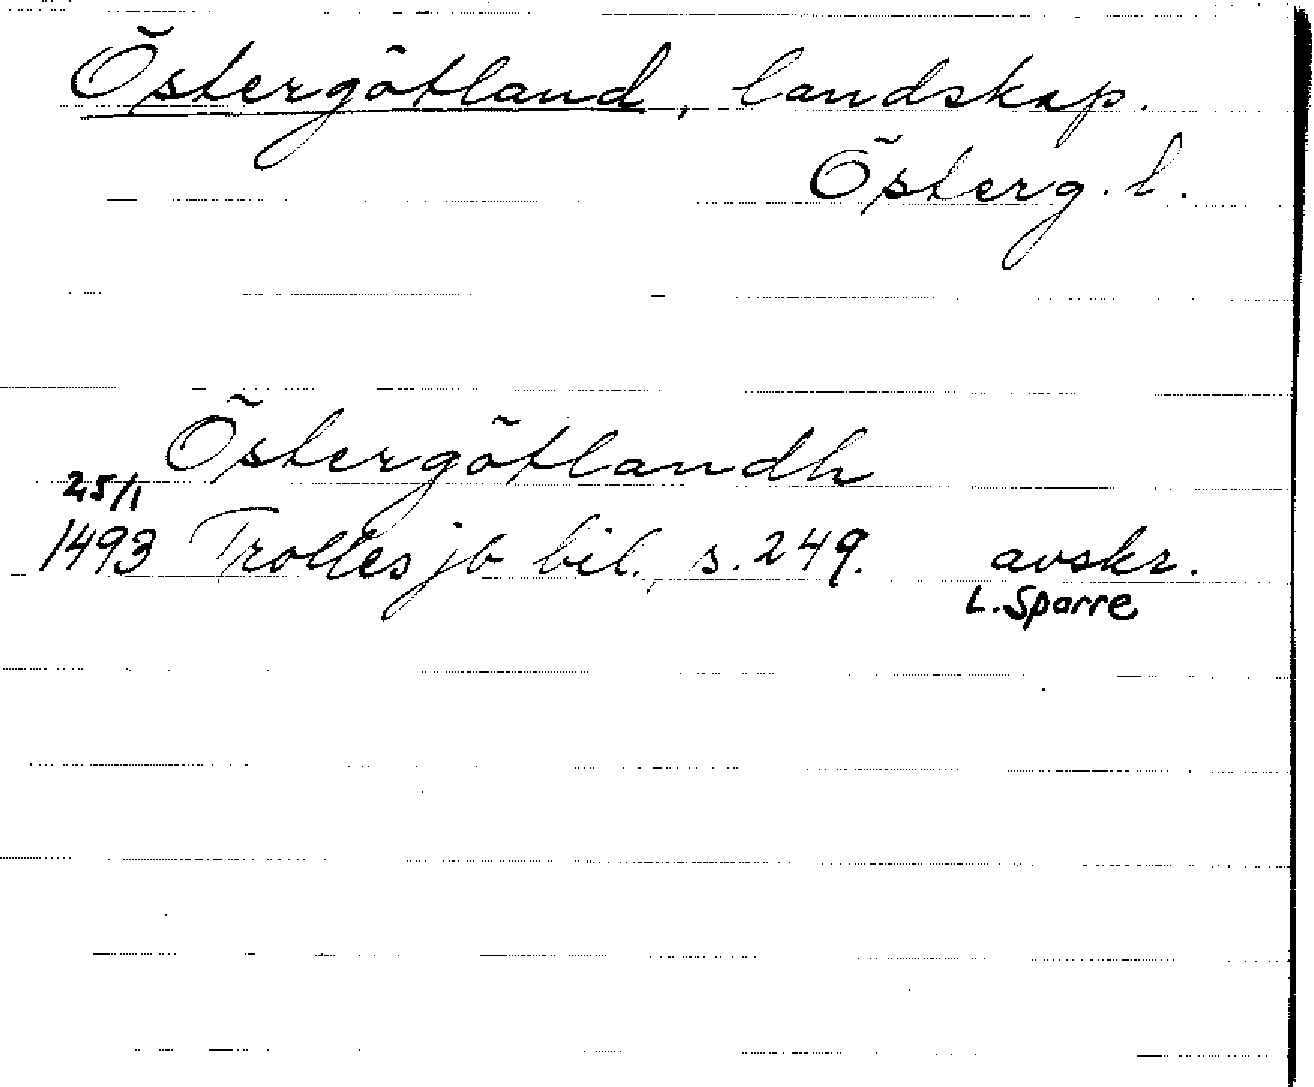 Östergötland, landskap.
Österg. l.
Östergötlandh
25/1
1493 Trolles jb bil., s. 249. avskr.
L. Sparre